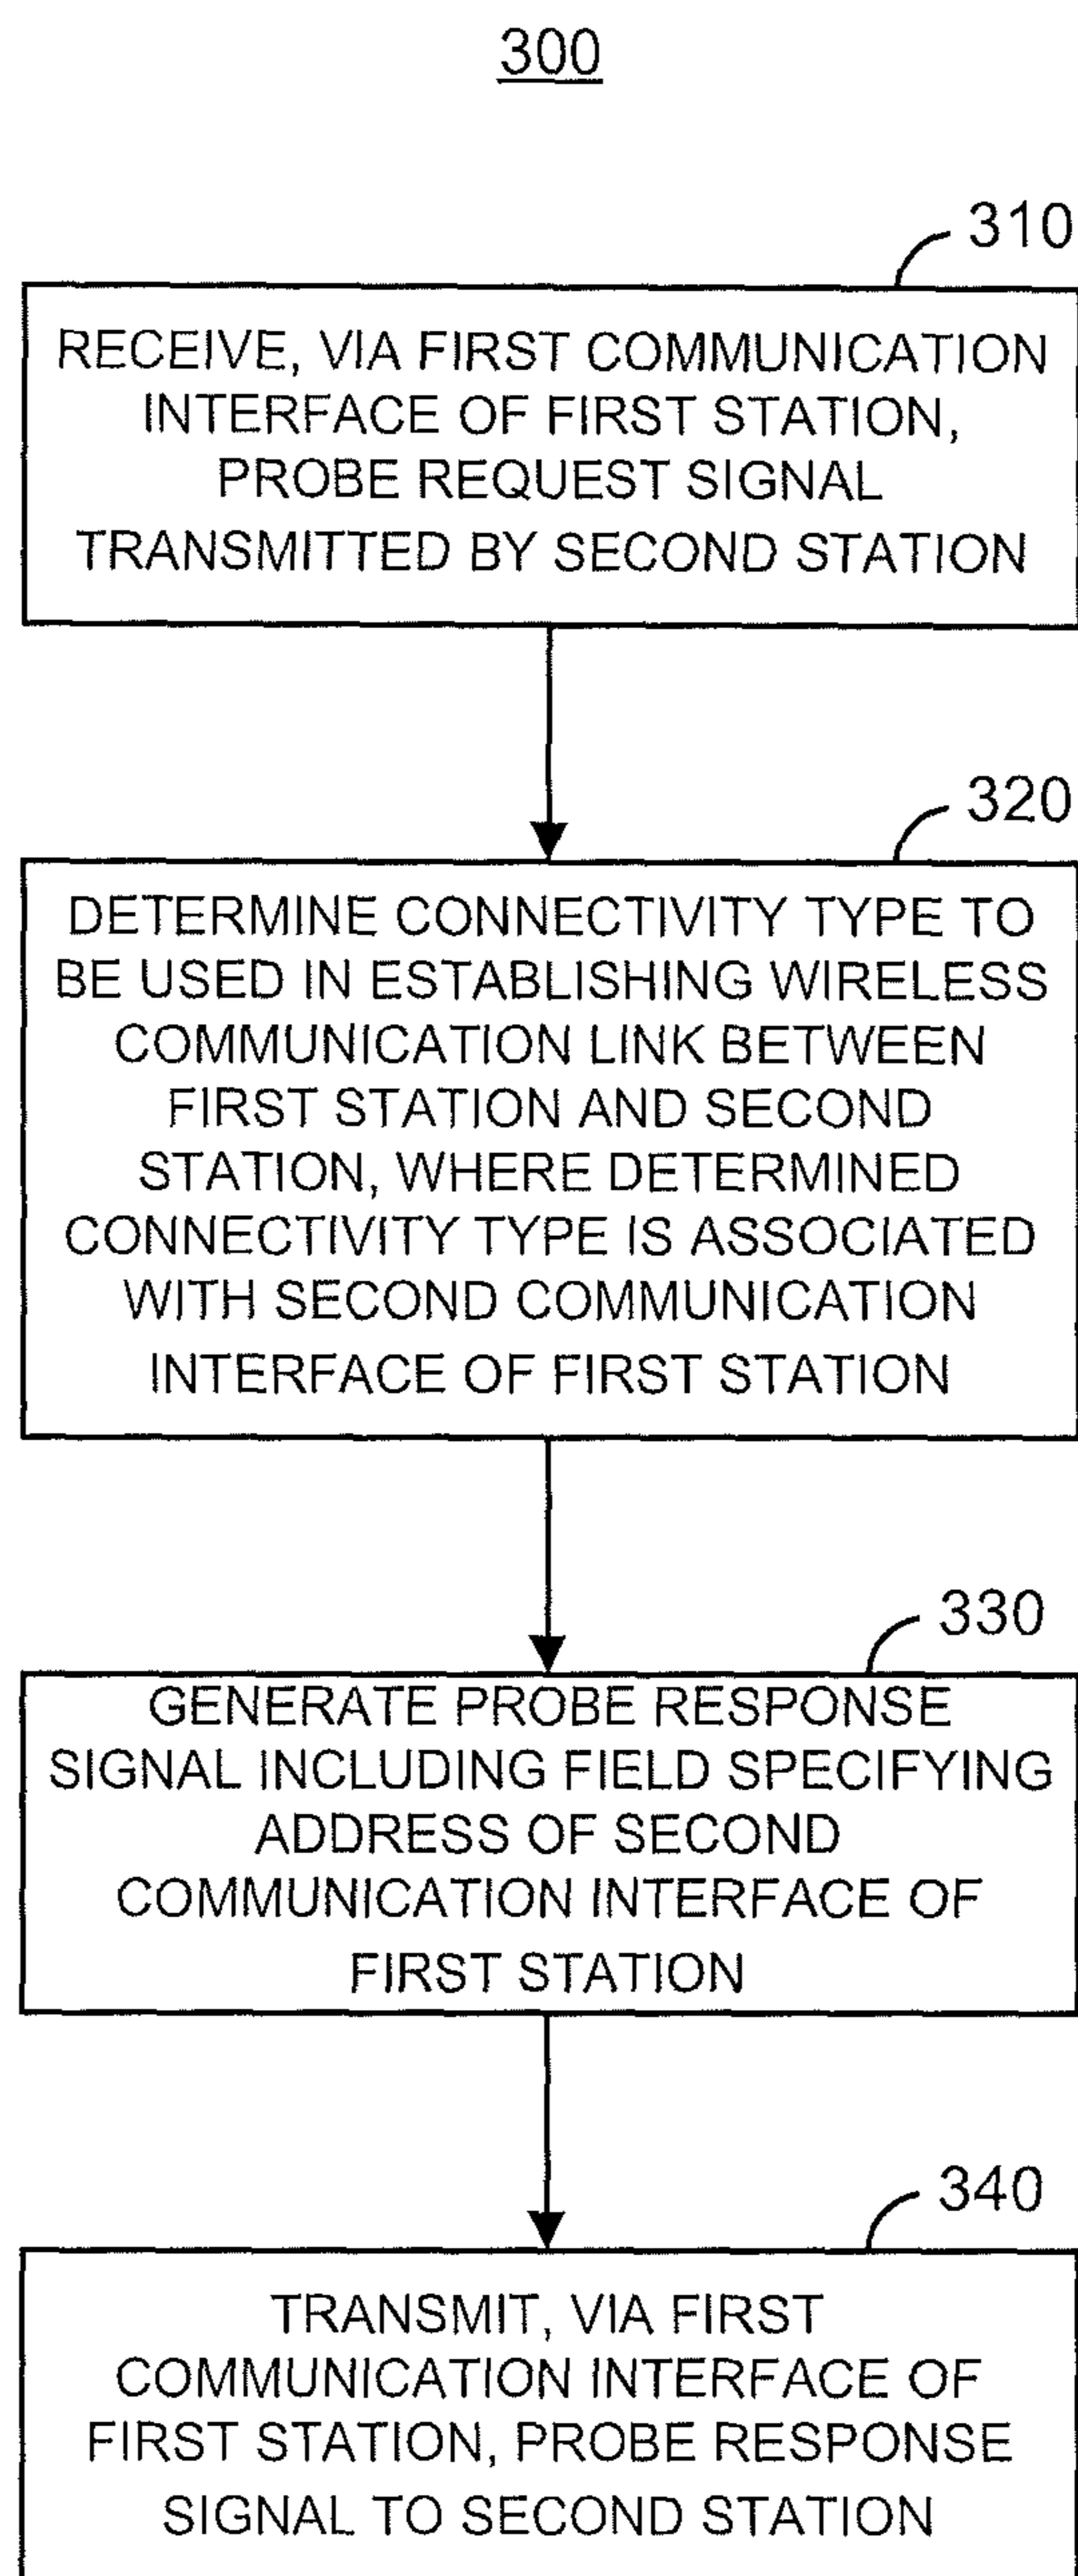 300
310
RECEIVE, VIA FIRST COMMUNICATION
INTERFACE OF FIRST STATION,
PROBE REQUEST SIGNAL
TRANSMITTED BY SECOND STATION
320
DETERMINE CONNECTIVITY TYPE TO
BE USED IN ESTABLISHING WIRELESS
COMMUNICATION LINK BETWEEN
FIRST STATION AND SECOND
STATION, WHERE DETERMINED
CONNECTIVITY TYPE IS ASSOCIATED
WITH SECOND COMMUNICATION
INTERFACE OF FIRST STATION
330
GENERATE PROBE RESPONSE
SIGNAL INCLUDING FIELD SPECIFYING
ADDRESS OF SECOND
COMMUNICATION INTERFACE OF
FIRST STATION
340
TRANSMIT, VIA FIRST
COMMUNICATION INTERFACE OF
FIRST STATION, PROBE RESPONSE
SIGNAL TO SECOND STATION